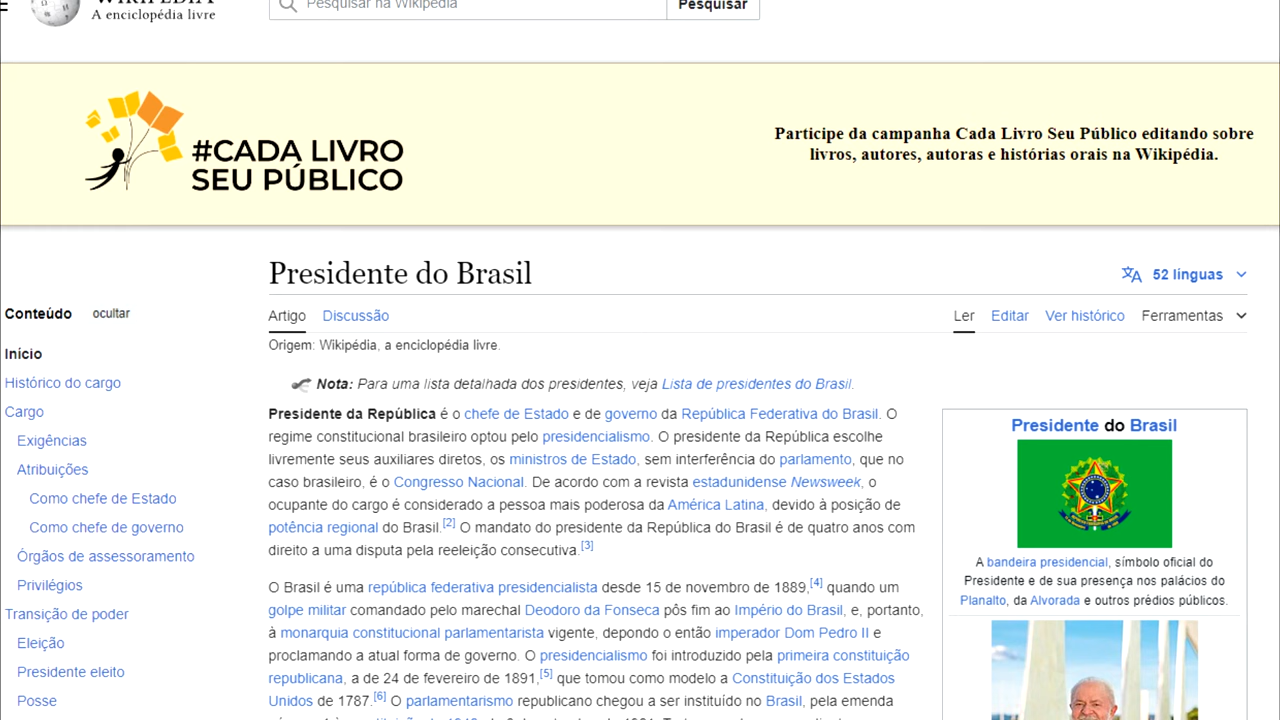 WIKIPÉDIA
A enciclopédia livre
Pesquisar na Wikipédia
Pesquisar
#CADA LIVRO
SEU PÚBLICO
Participe da campanha Cada Livro Seu Público editando sobre
livros, autores, autoras e histórias orais na Wikipédia.
Presidente do Brasil
52 línguas
Conteúdo ocultar
Início
Histórico do cargo
Cargo
Exigências
Atribuições
Como chefe de Estado
Como chefe de governo
Órgãos de assessoramento
Privilégios
Transição de poder
Eleição
Presidente eleito
Posse
Artigo Discussão
Ler Editar Ver histórico Ferramentas
Origem: Wikipédia, a enciclopédia livre.
Nota: Para uma lista detalhada dos presidentes, veja Lista de presidentes do Brasil.
Presidente da República é o chefe de Estado e de governo da República Federativa do Brasil. O
regime constitucional brasileiro optou pelo presidencialismo. O presidente da República escolhe
livremente seus auxiliares diretos, os ministros de Estado, sem interferência do parlamento, que no
caso brasileiro, é o Congresso Nacional. De acordo com a revista estadunidense Newsweek, o
ocupante do cargo é considerado a pessoa mais poderosa da América Latina, devido à posição de
potência regional do Brasil.[2] O mandato do presidente da República do Brasil é de quatro anos com
direito a uma disputa pela reeleição consecutiva.[3]
O Brasil é uma república federativa presidencialista desde 15 de novembro de 1889,[4] quando um
golpe militar comandado pelo marechal Deodoro da Fonseca pôs fim ao Império do Brasil, e, portanto,
à monarquia constitucional parlamentarista vigente, depondo o então imperador Dom Pedro II e
proclamando a atual forma de governo. O presidencialismo foi introduzido pela primeira constituição
republicana, a de 24 de fevereiro de 1891,[5] que tomou como modelo a Constituição dos Estados
Unidos de 1787.[6] O parlamentarismo republicano chegou a ser instituído no Brasil, pela emenda
Presidente do Brasil
A bandeira presidencial, símbolo oficial do
Presidente e de sua presença nos palácios do
Planalto, da Alvorada e outros prédios públicos.